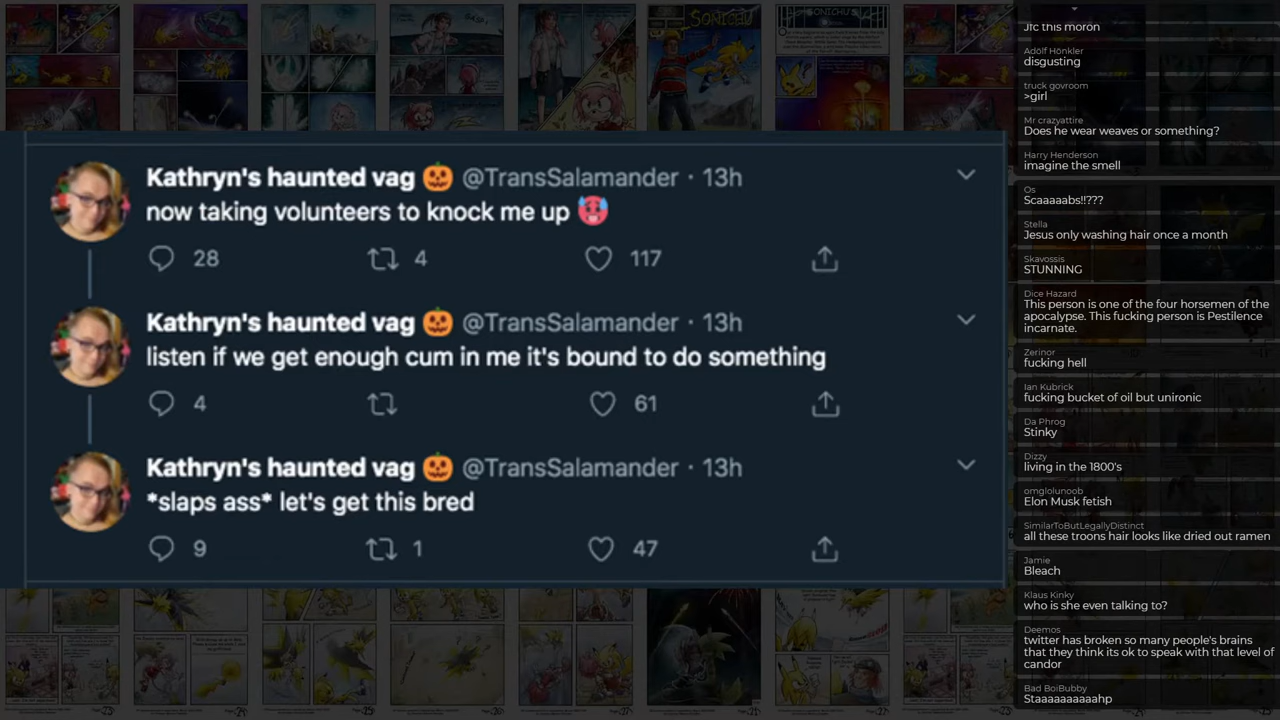 Kathryn's haunted vag 🎃 @TransSalamander · 13h
now taking volunteers to knock me up 🥵
28 4 117
Kathryn's haunted vag 🎃 @TransSalamander · 13h
listen if we get enough cum in me it's bound to do something
4 61
Kathryn's haunted vag 🎃 @TransSalamander · 13h
*slaps ass* let's get this bred
9 1 47
Jfc this moron
Adolf Hönkler
disgusting
truck govroom
>girl
Mr crazyattire
Does he wear weaves or something?
Harry Henderson
imagine the smell
Os
Scaaaabs!!???
Stella
Jesus only washing hair once a month
Skavossis
STUNNING
Dice Hazard
This person is one of the four horsemen of the
apocalypse. This fucking person is Pestilence
incarnate.
Zerinor
fucking hell
Ian Kubrick
fucking bucket of oil but unironic
Da Phrog
Stinky
Dizzy
living in the 1800's
omglolunoob
Elon Musk fetish
SimilarToButLegallyDistinct
all these troons hair looks like dried out ramen
Jamie
Bleach
Klaus Kinky
who is she even talking to?
Deemos
twitter has broken so many people's brains
that they think its ok to speak with that level of
candor
Bad BoiBubby
Staaaaaaaaaahp
SONICHU